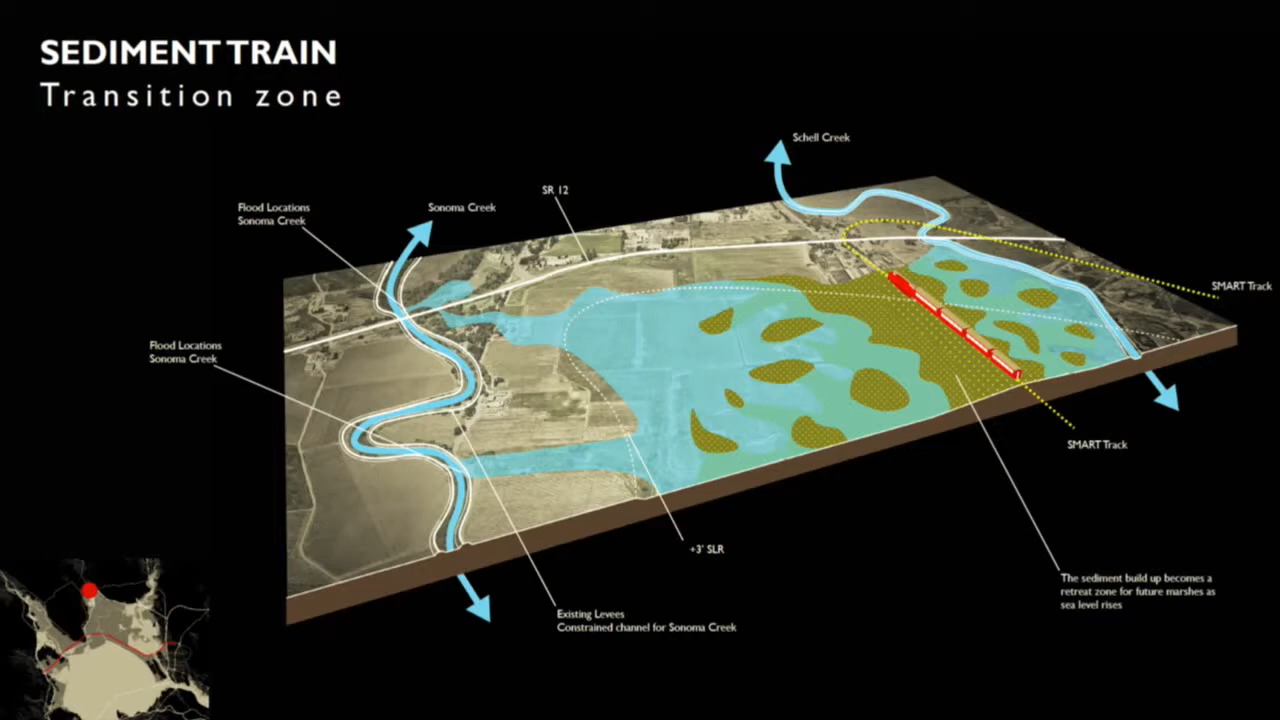 SEDIMENT TRAIN
Transition zone
Schell Creek
SR 12
Flood Locations
Sonoma Creek
Sonoma Creek
SMART Track
Flood Locations
Sonoma Creek
SMART Track
+3' SLR
The sediment build up becomes a
retreat zone for future marshes as
sea level rises
Existing Levees
Constrained channel for Sonoma Creek